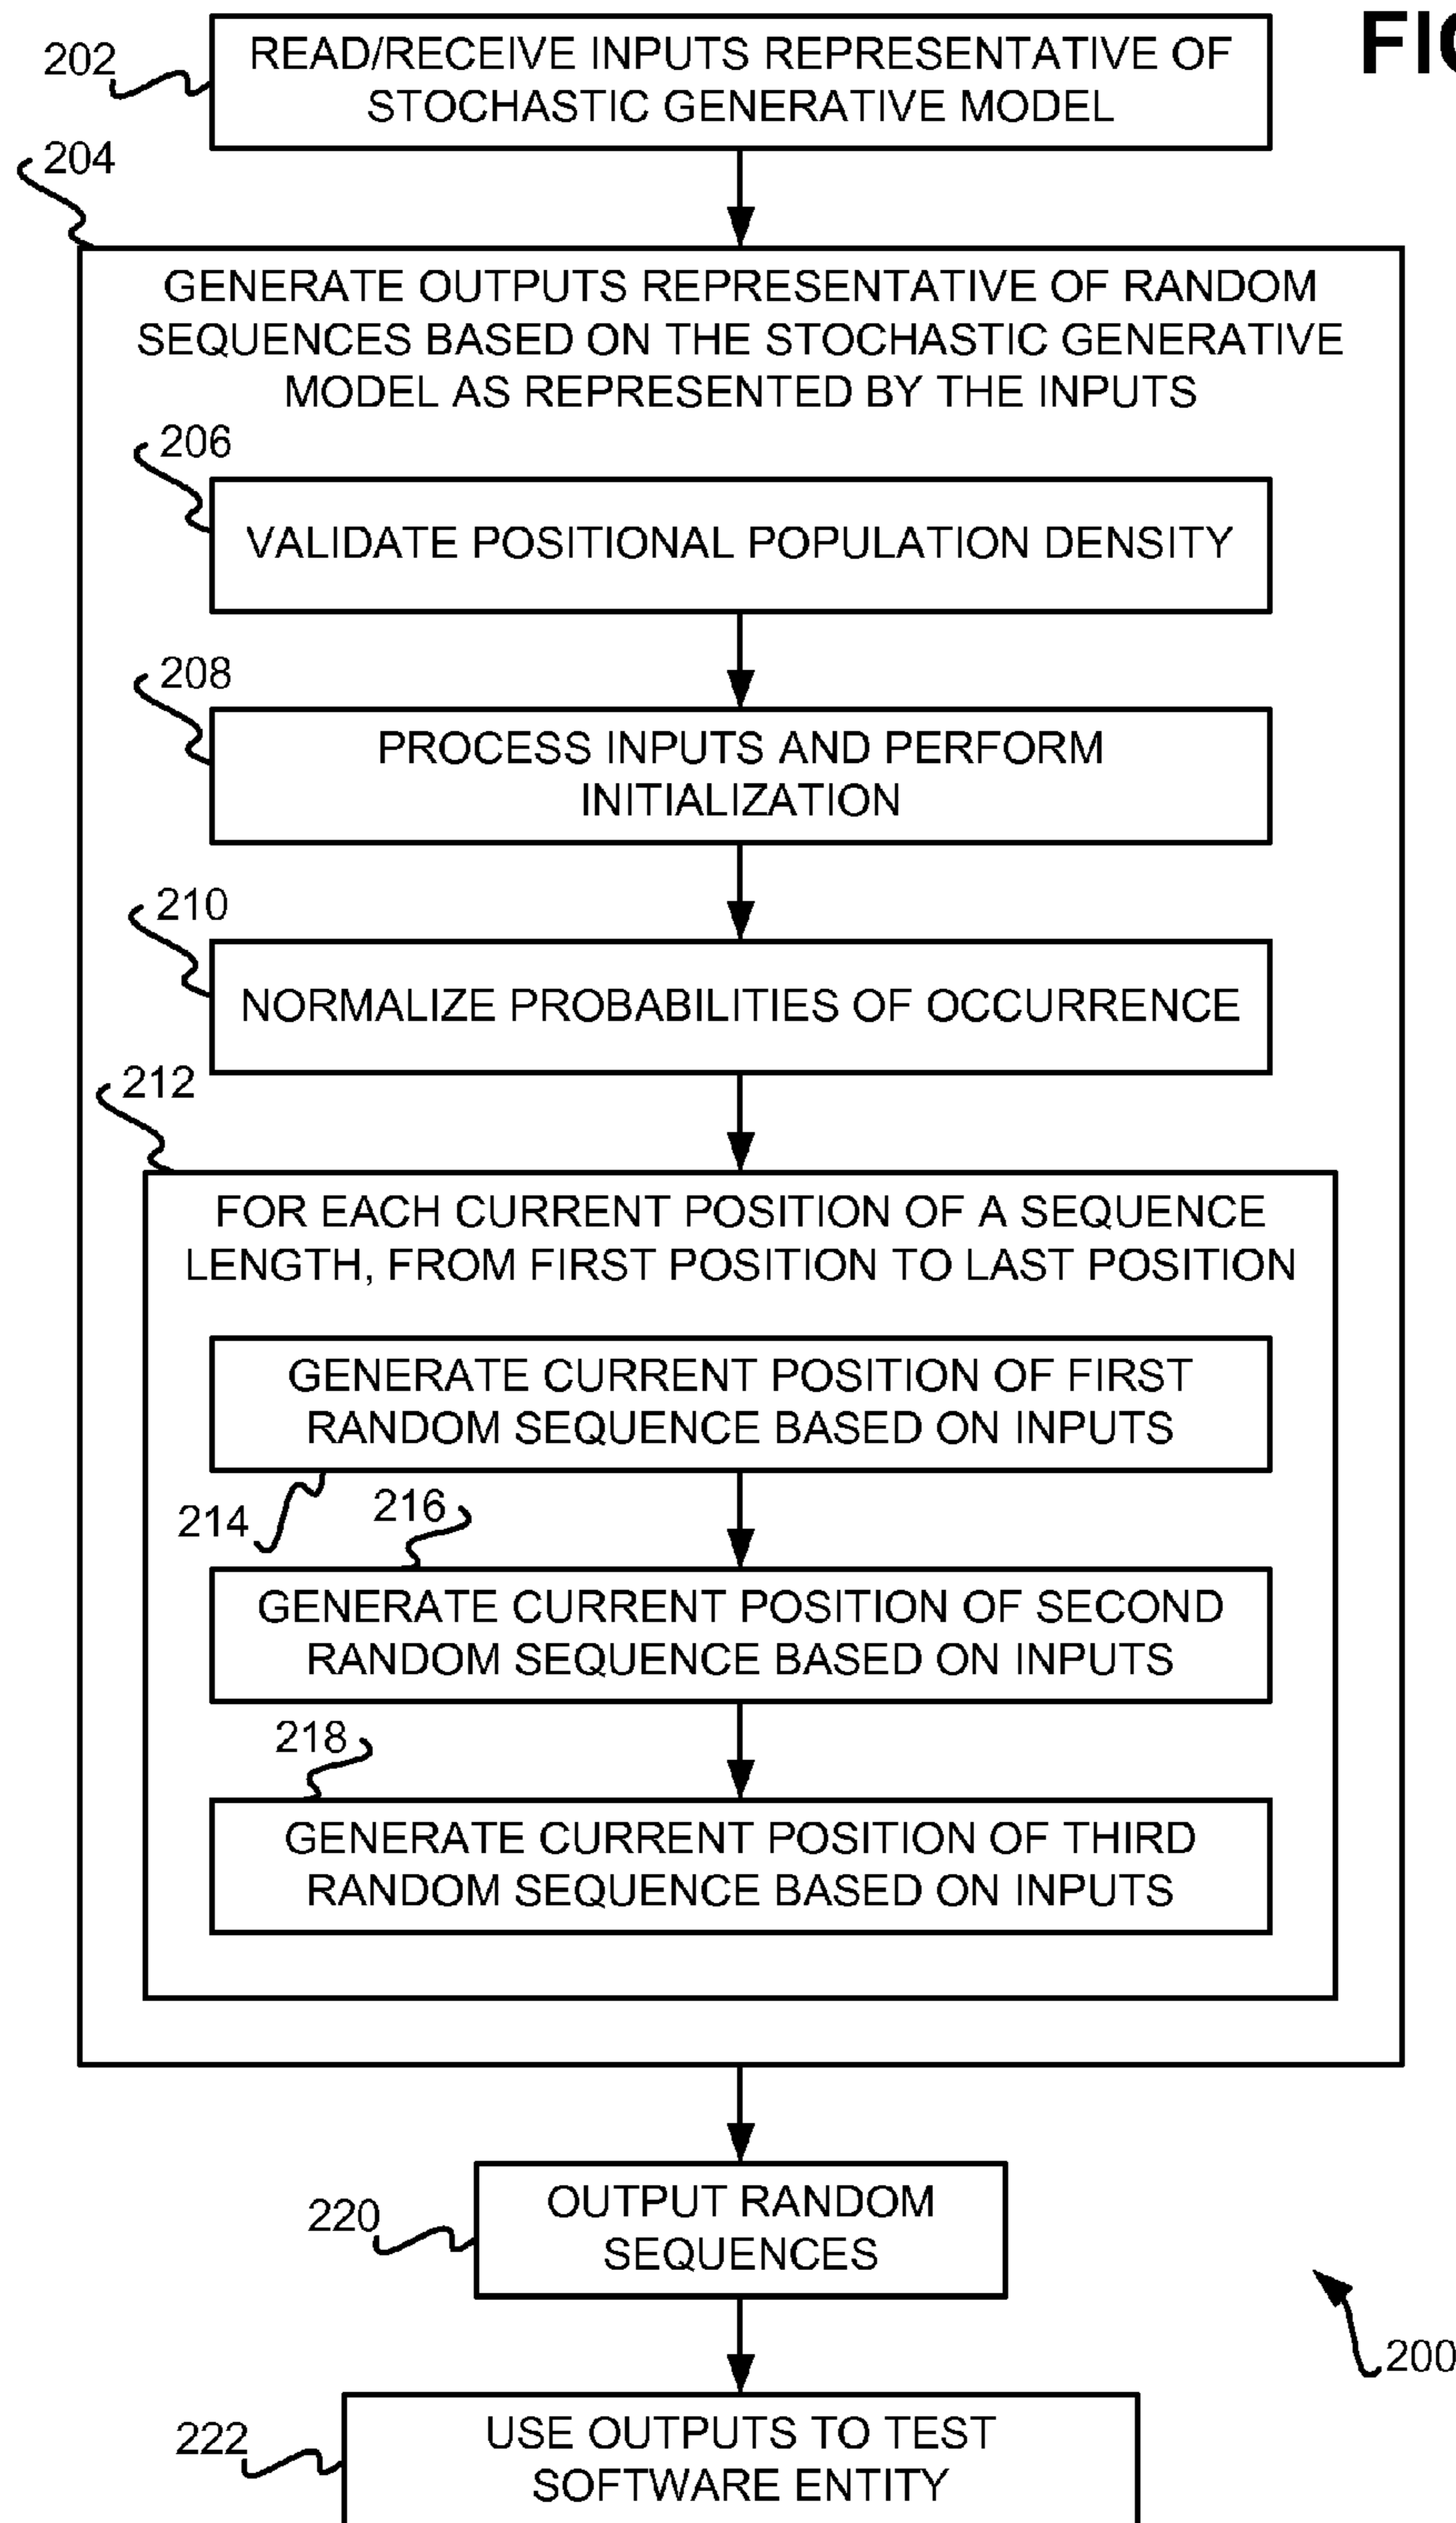 FIG
202
READ/RECEIVE INPUTS REPRESENTATIVE OF
STOCHASTIC GENERATIVE MODEL
204
GENERATE OUTPUTS REPRESENTATIVE OF RANDOM
SEQUENCES BASED ON THE STOCHASTIC GENERATIVE
MODEL AS REPRESENTED BY THE INPUTS
206
VALIDATE POSITIONAL POPULATION DENSITY
208
PROCESS INPUTS AND PERFORM
INITIALIZATION
210
NORMALIZE PROBABILITIES OF OCCURRENCE
212
FOR EACH CURRENT POSITION OF A SEQUENCE
LENGTH, FROM FIRST POSITION TO LAST POSITION
GENERATE CURRENT POSITION OF FIRST
RANDOM SEQUENCE BASED ON INPUTS
214
216
GENERATE CURRENT POSITION OF SECOND
RANDOM SEQUENCE BASED ON INPUTS
218
GENERATE CURRENT POSITION OF THIRD
RANDOM SEQUENCE BASED ON INPUTS
220
OUTPUT RANDOM
SEQUENCES
200
222
USE OUTPUTS TO TEST
SOFTWARE ENTITY